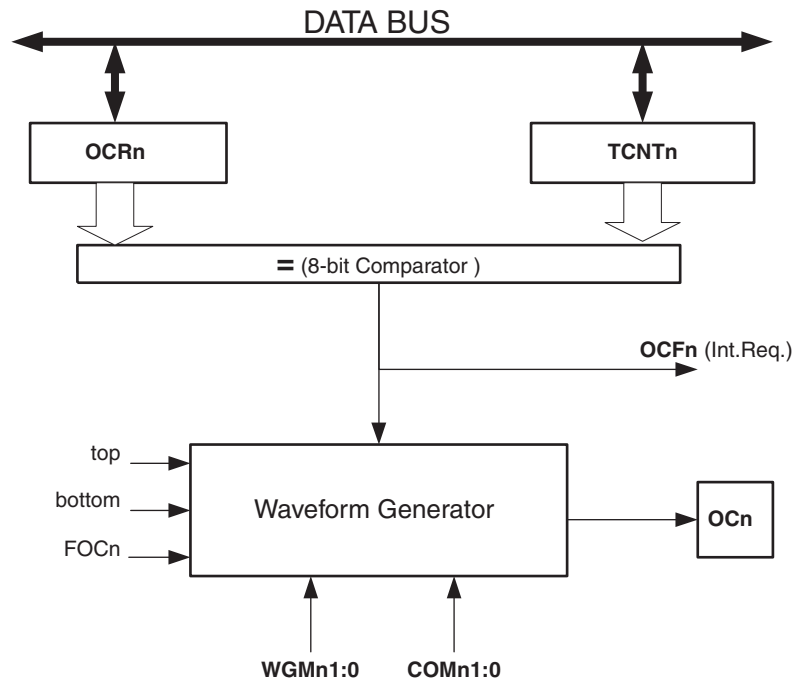 DATA BUS
OCRn
TCNTn
= (8-bit Comparator )
OCFn (Int.Req.)
top
bottom
FOCn
Waveform Generator
OCn
WGMn1:0
COMn1:0